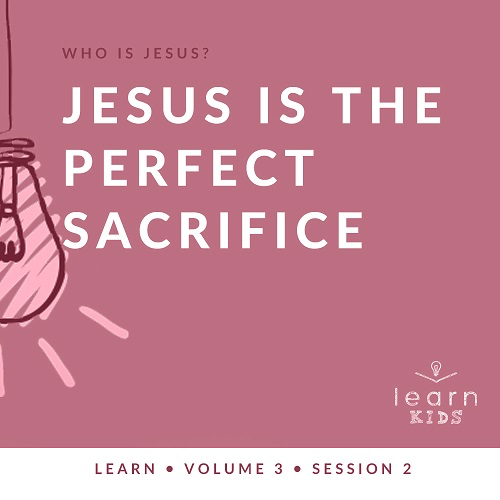 WHO IS JESUS?
JESUS IS THE
PERFECT
SACRIFICE
learn
KIDS
LEARN • VOLUME 3 • SESSION 2